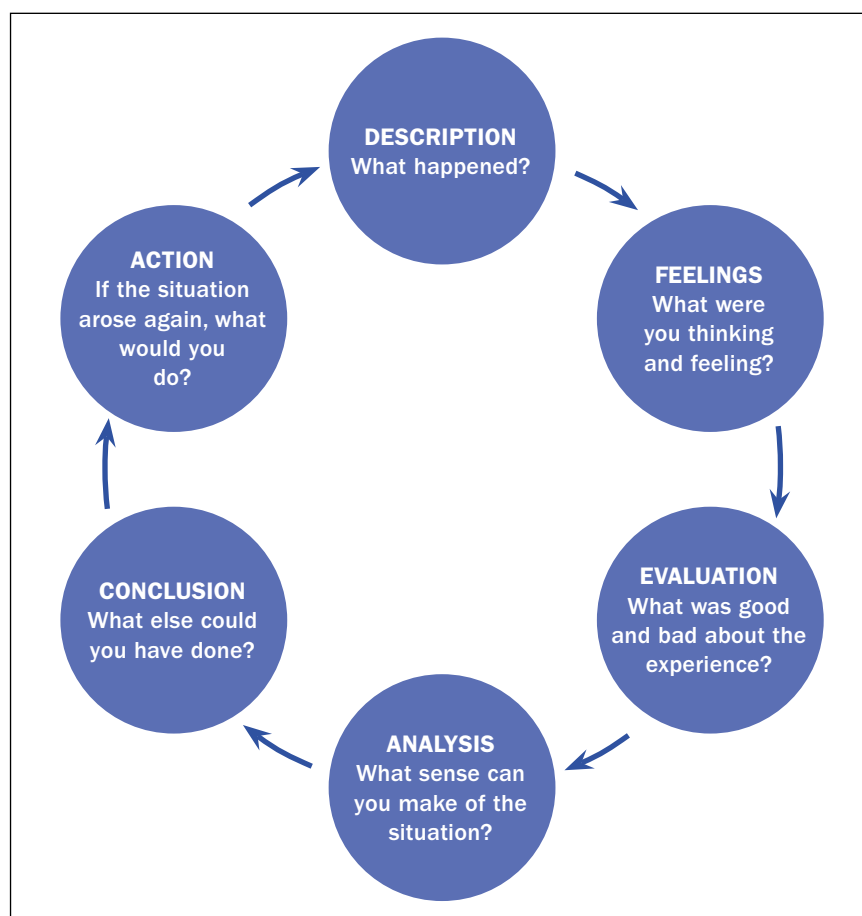 DESCRIPTION
What happened?
FEELINGS
What were
you thinking
and feeling?
EVALUATION
What was good
and bad about the
experience?
ANALYSIS
What sense can
you make of the
situation?
CONCLUSION
What else could
you have done?
ACTION
If the situation
arose again, what
would you
do?